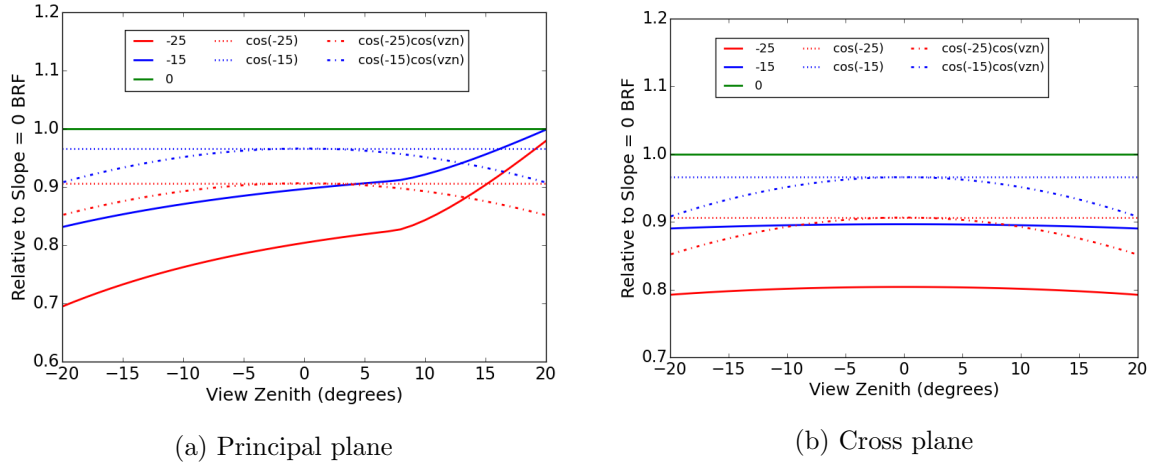 Relative to Slope = 0 BRF
1.2
1.1
1.0
0.9
0.8
0.7
0.6
-25 cos(-25) cos(-25)cos(vzn)
-15 cos(-15) cos(-15)cos(vzn)
0
−20 −15 −10 −5 0 5 10 15 20
View Zenith (degrees)
(a) Principal plane
Relative to Slope = 0 BRF
1.2
1.1
1.0
0.9
0.8
0.7
-25 cos(-25) cos(-25)cos(vzn)
-15 cos(-15) cos(-15)cos(vzn)
0
−20 −15 −10 −5 0 5 10 15 20
View Zenith (degrees)
(b) Cross plane